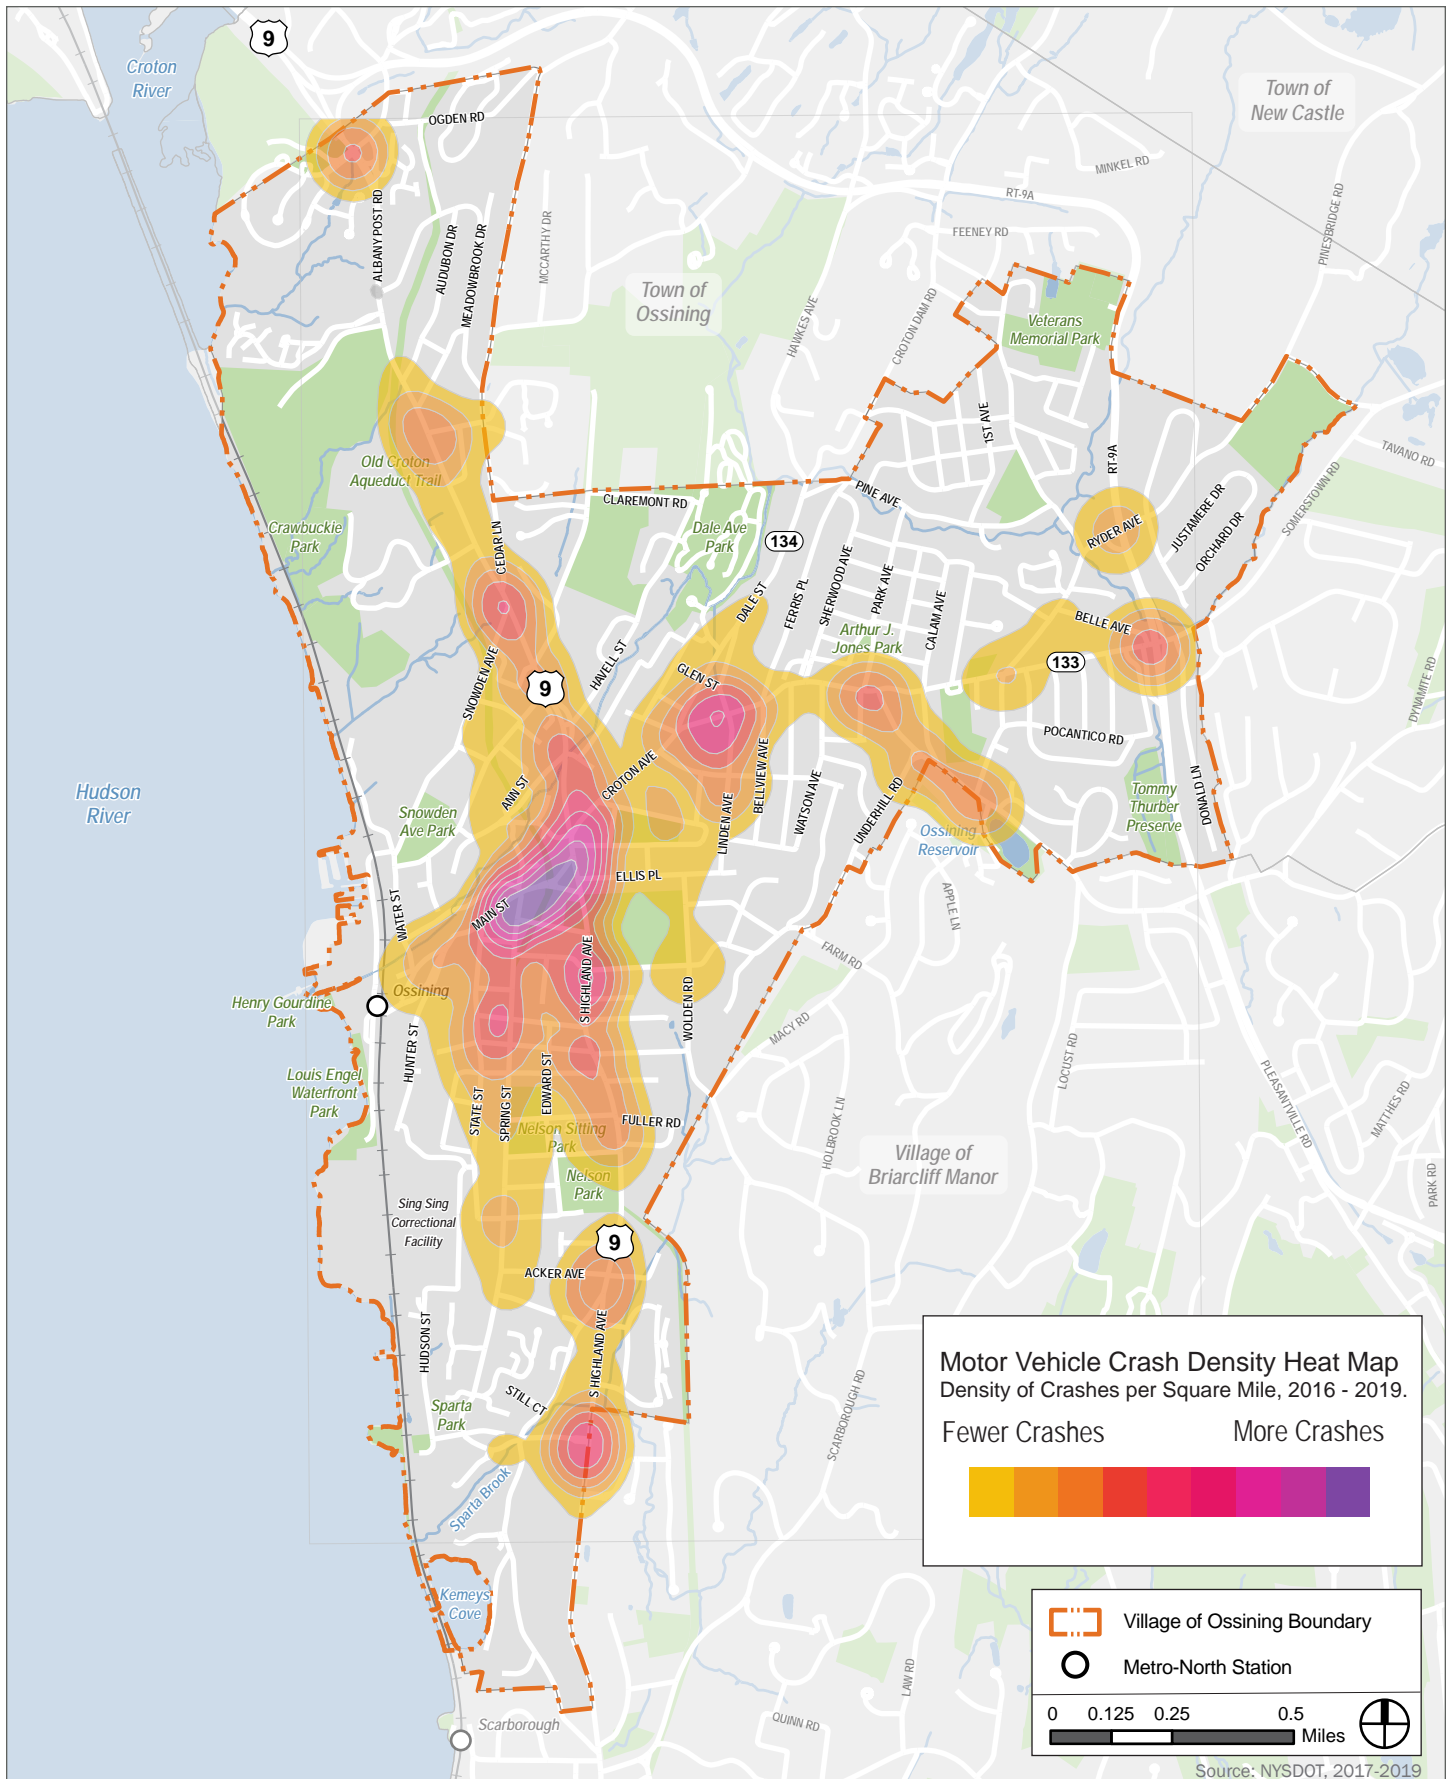 9
Croton
River
OGDEN RD
Town of
New Castle
MINKEL RD
RT-9A
FEENEY RD
PINESBRIDGE RD
ALBANY POST RD
AUDUBON DR
MEADOWBROOK DR
MCCARTHY DR
Town of
Ossining
HAWKES AVE
CROTON DAM RD
Veterans
Memorial Park
1ST AVE
RT-9A
TAVANO RD
SOMERSTOWN RD
Old Croton
Aqueduct Trail
Crawbuckie
Park
CEDAR LN
CLAREMONT RD
Dale Ave
Park
134
PINE AVE
RYDER AVE
JUSTAMERE DR
ORCHARD DR
DALE ST
FERRIS PL
SHERWOOD AVE
PARK AVE
CALAM AVE
Arthur J.
Jones Park
BELLE AVE
133
DYNAMITE RD
SNOWDEN AVE
9
HAVELL ST
GLEN ST
POCANTICO RD
DONALD LN
Hudson
River
ANN ST
CROTON AVE
LINDEN AVE
BELLVIEW AVE
WATSON AVE
UNDERHILL RD
Snowden
Ave Park
Ossining
Reservoir
Tommy
Thurber
Preserve
ELLIS PL
WATER ST
MAIN ST
APPLE LN
FARM RD
S HIGHLAND AVE
Ossining
Henry Gourdine
Park
WOLDEN RD
MACY RD
HUNTER ST
LOCUST RD
PLEASANTVILLE RD
MATTHES RD
Louis Engel
Waterfront
Park
STATE ST
SPRING ST
EDWARD ST
FULLER RD
HOLBROOK LN
Nelson Sitting
Park
Nelson
Park
Village of
Briarcliff Manor
PARK RD
Sing Sing
Correctional
Facility
9
ACKER AVE
HUDSON ST
S HIGHLAND AVE
STILL CT
Sparta
Park
SCARBOROUGH RD
Sparta Brook
Kemeys
Cove
LAW RD
QUINN RD
Scarborough
Motor Vehicle Crash Density Heat Map
Density of Crashes per Square Mile, 2016 - 2019.
Fewer Crashes More Crashes
Village of Ossining Boundary
Metro-North Station
0 0.125 0.25 0.5
Miles
Source: NYSDOT, 2017-2019